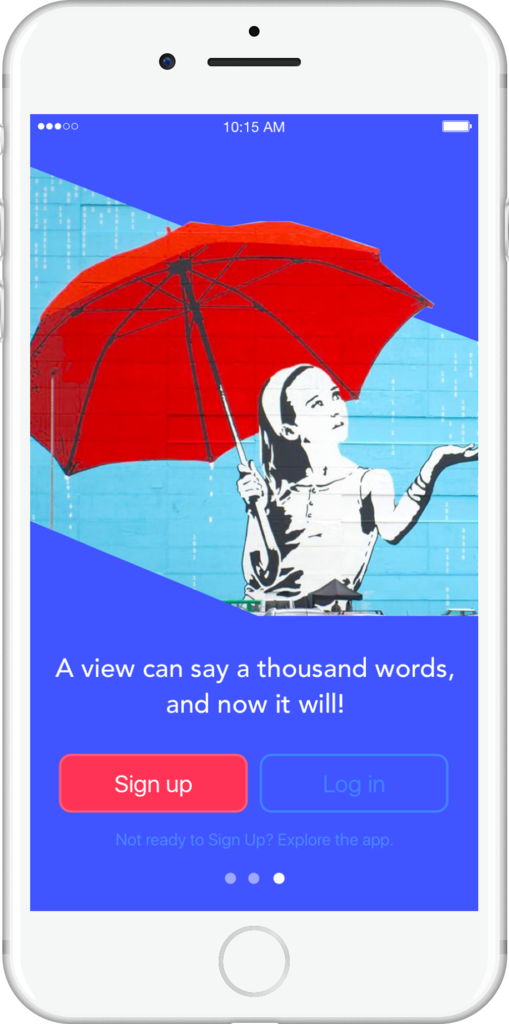 10:15 AM
A view can say a thousand words,
and now it will!
Sign up
Log in
Not ready to Sign Up? Explore the app.